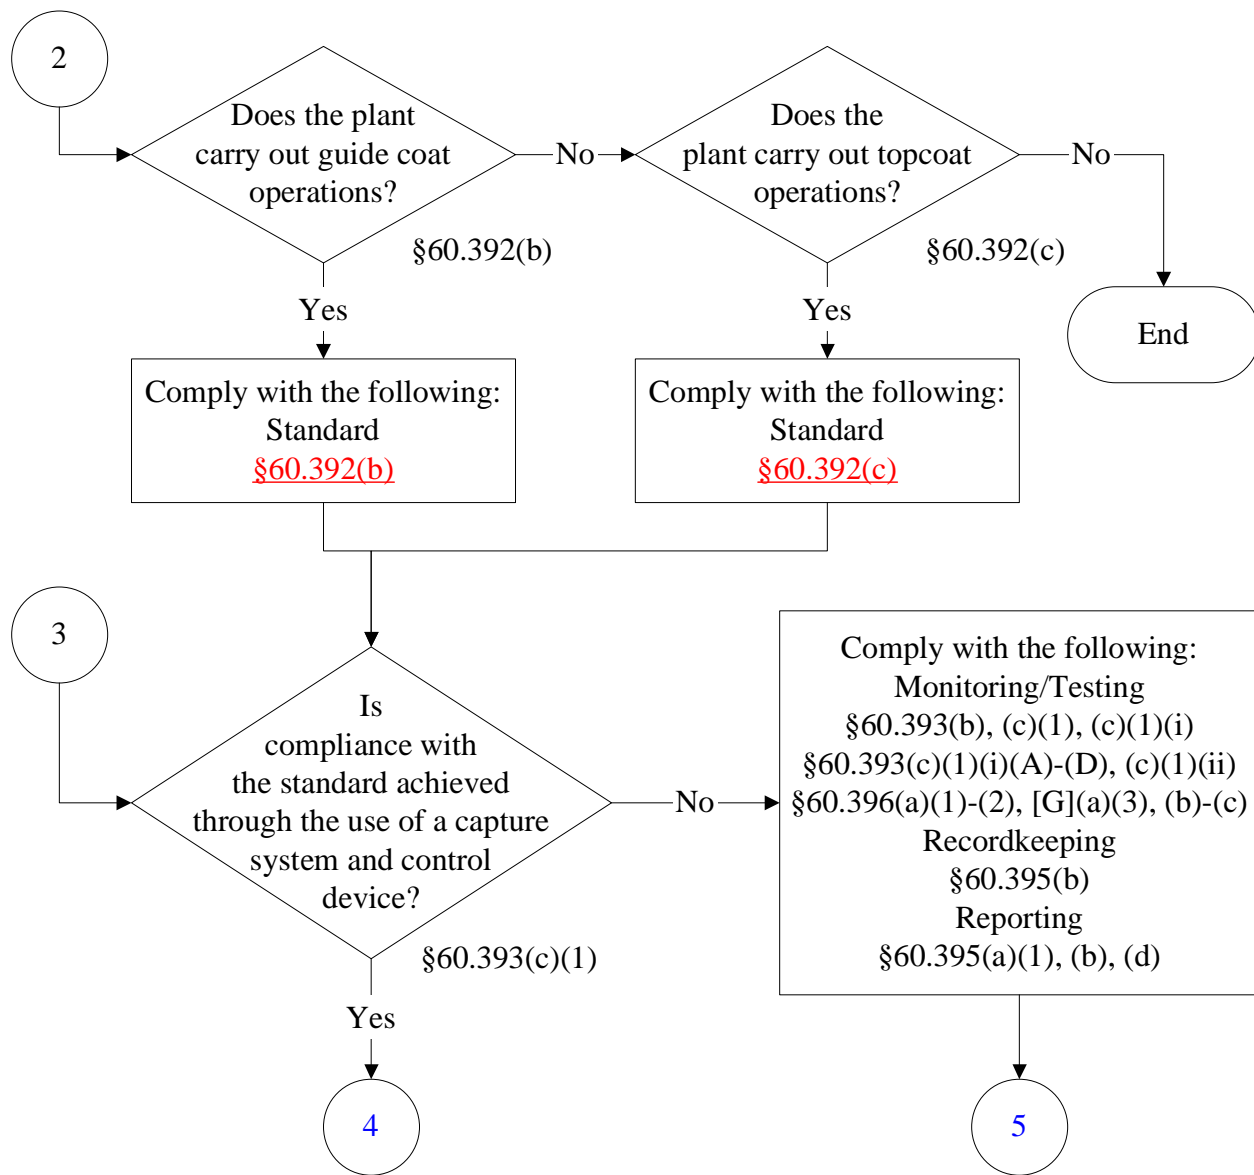 2
Does the plant
carry out guide coat
operations?
§60.392(b)
No
Does the
plant carry out topcoat
operations?
§60.392(c)
No
End
Yes
Yes
Comply with the following:
Standard
§60.392(b)
Comply with the following:
Standard
§60.392(c)
3
Is
compliance with
the standard achieved
through the use of a capture
system and control
device?
§60.393(c)(1)
No
Comply with the following:
Monitoring/Testing
§60.393(b), (c)(1), (c)(1)(i)
§60.393(c)(1)(i)(A)-(D), (c)(1)(ii)
§60.396(a)(1)-(2), [G](a)(3), (b)-(c)
Recordkeeping
§60.395(b)
Reporting
§60.395(a)(1), (b), (d)
Yes
4
5